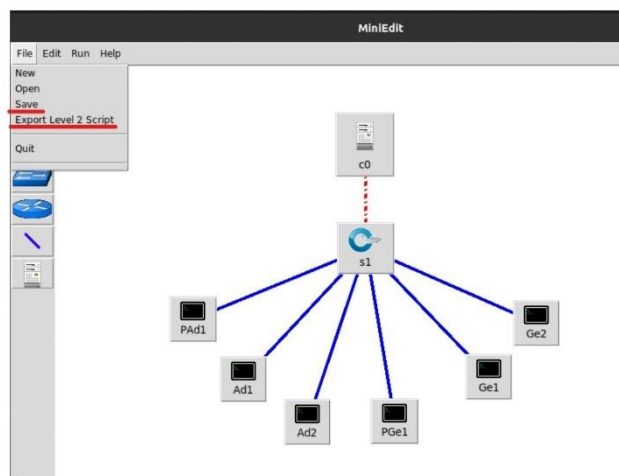 MiniEdit
File Edit Run Help
New
Open
Save
Export Level 2 Script
Quit
c0
s1
PAd1
Ge2
Ad1
Ge1
Ad2
PGe1